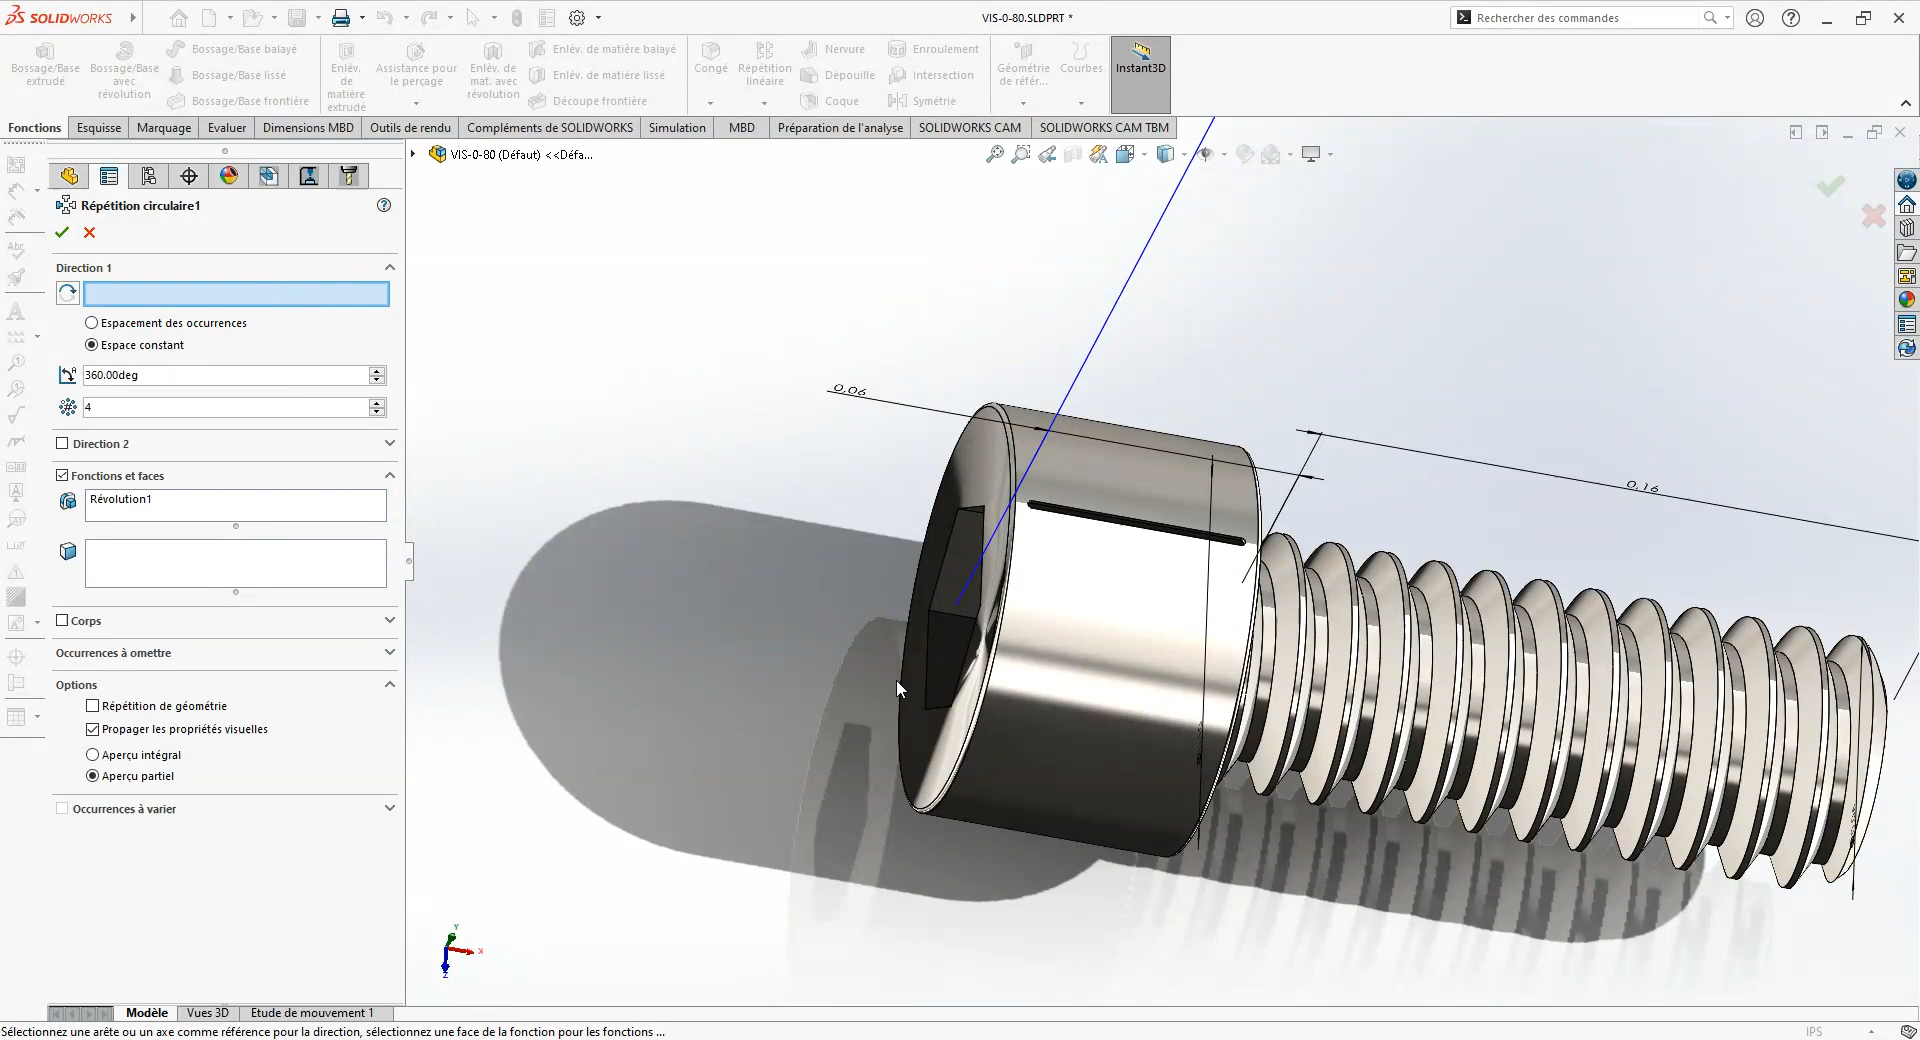 SOLIDWORKS
VIS-0-80.SLDPRT *
Rechercher des commandes
Bossage/Base
extrudé
Bossage/Base
avec
révolution
Bossage/Base balayé
Bossage/Base lissé
Bossage/Base frontière
Enlèv.
de
matière
extrudé
Assistance pour
le perçage
Enlèv. de
mat. avec
révolution
Enlèv. de matière balayé
Enlèv. de matière lissé
Découpe frontière
Congé
Répétition
linéaire
Nervure
Dépouille
Coque
Enroulement
Intersection
Symétrie
Géométrie
de référ...
Courbes
Instant3D
Fonctions
Esquisse
Marquage
Evaluer
Dimensions MBD
Outils de rendu
Compléments de SOLIDWORKS
Simulation
MBD
Préparation de l'analyse
SOLIDWORKS CAM
SOLIDWORKS CAM TBM
VIS-0-80 (Défaut) <<Défa...
Répétition circulaire1
Direction 1
Espacement des occurrences
Espace constant
360.00deg
4
Direction 2
Fonctions et faces
Révolution1
Corps
Occurrences à omettre
Options
Répétition de géométrie
Propager les propriétés visuelles
Aperçu intégral
Aperçu partiel
Occurrences à varier
0.06
0.16
Y
X
Z
Modèle
Vues 3D
Etude de mouvement 1
Sélectionnez une arête ou un axe comme référence pour la direction, sélectionnez une face de la fonction pour les fonctions ...
IPS